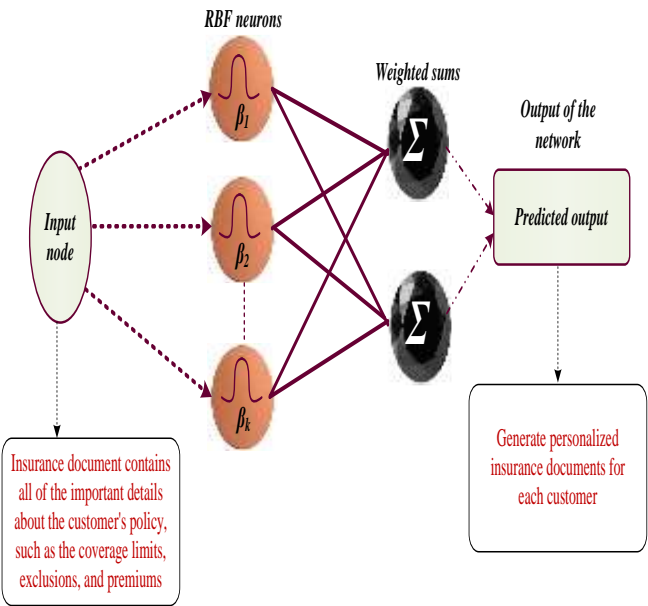 RBF neurons
β1
β2
βk
Weighted sums
Σ
Σ
Output of the
network
Input
node
Predicted output
Insurance document contains
all of the important details
about the customer's policy,
such as the coverage limits,
exclusions, and premiums
Generate personalized
insurance documents for
each customer